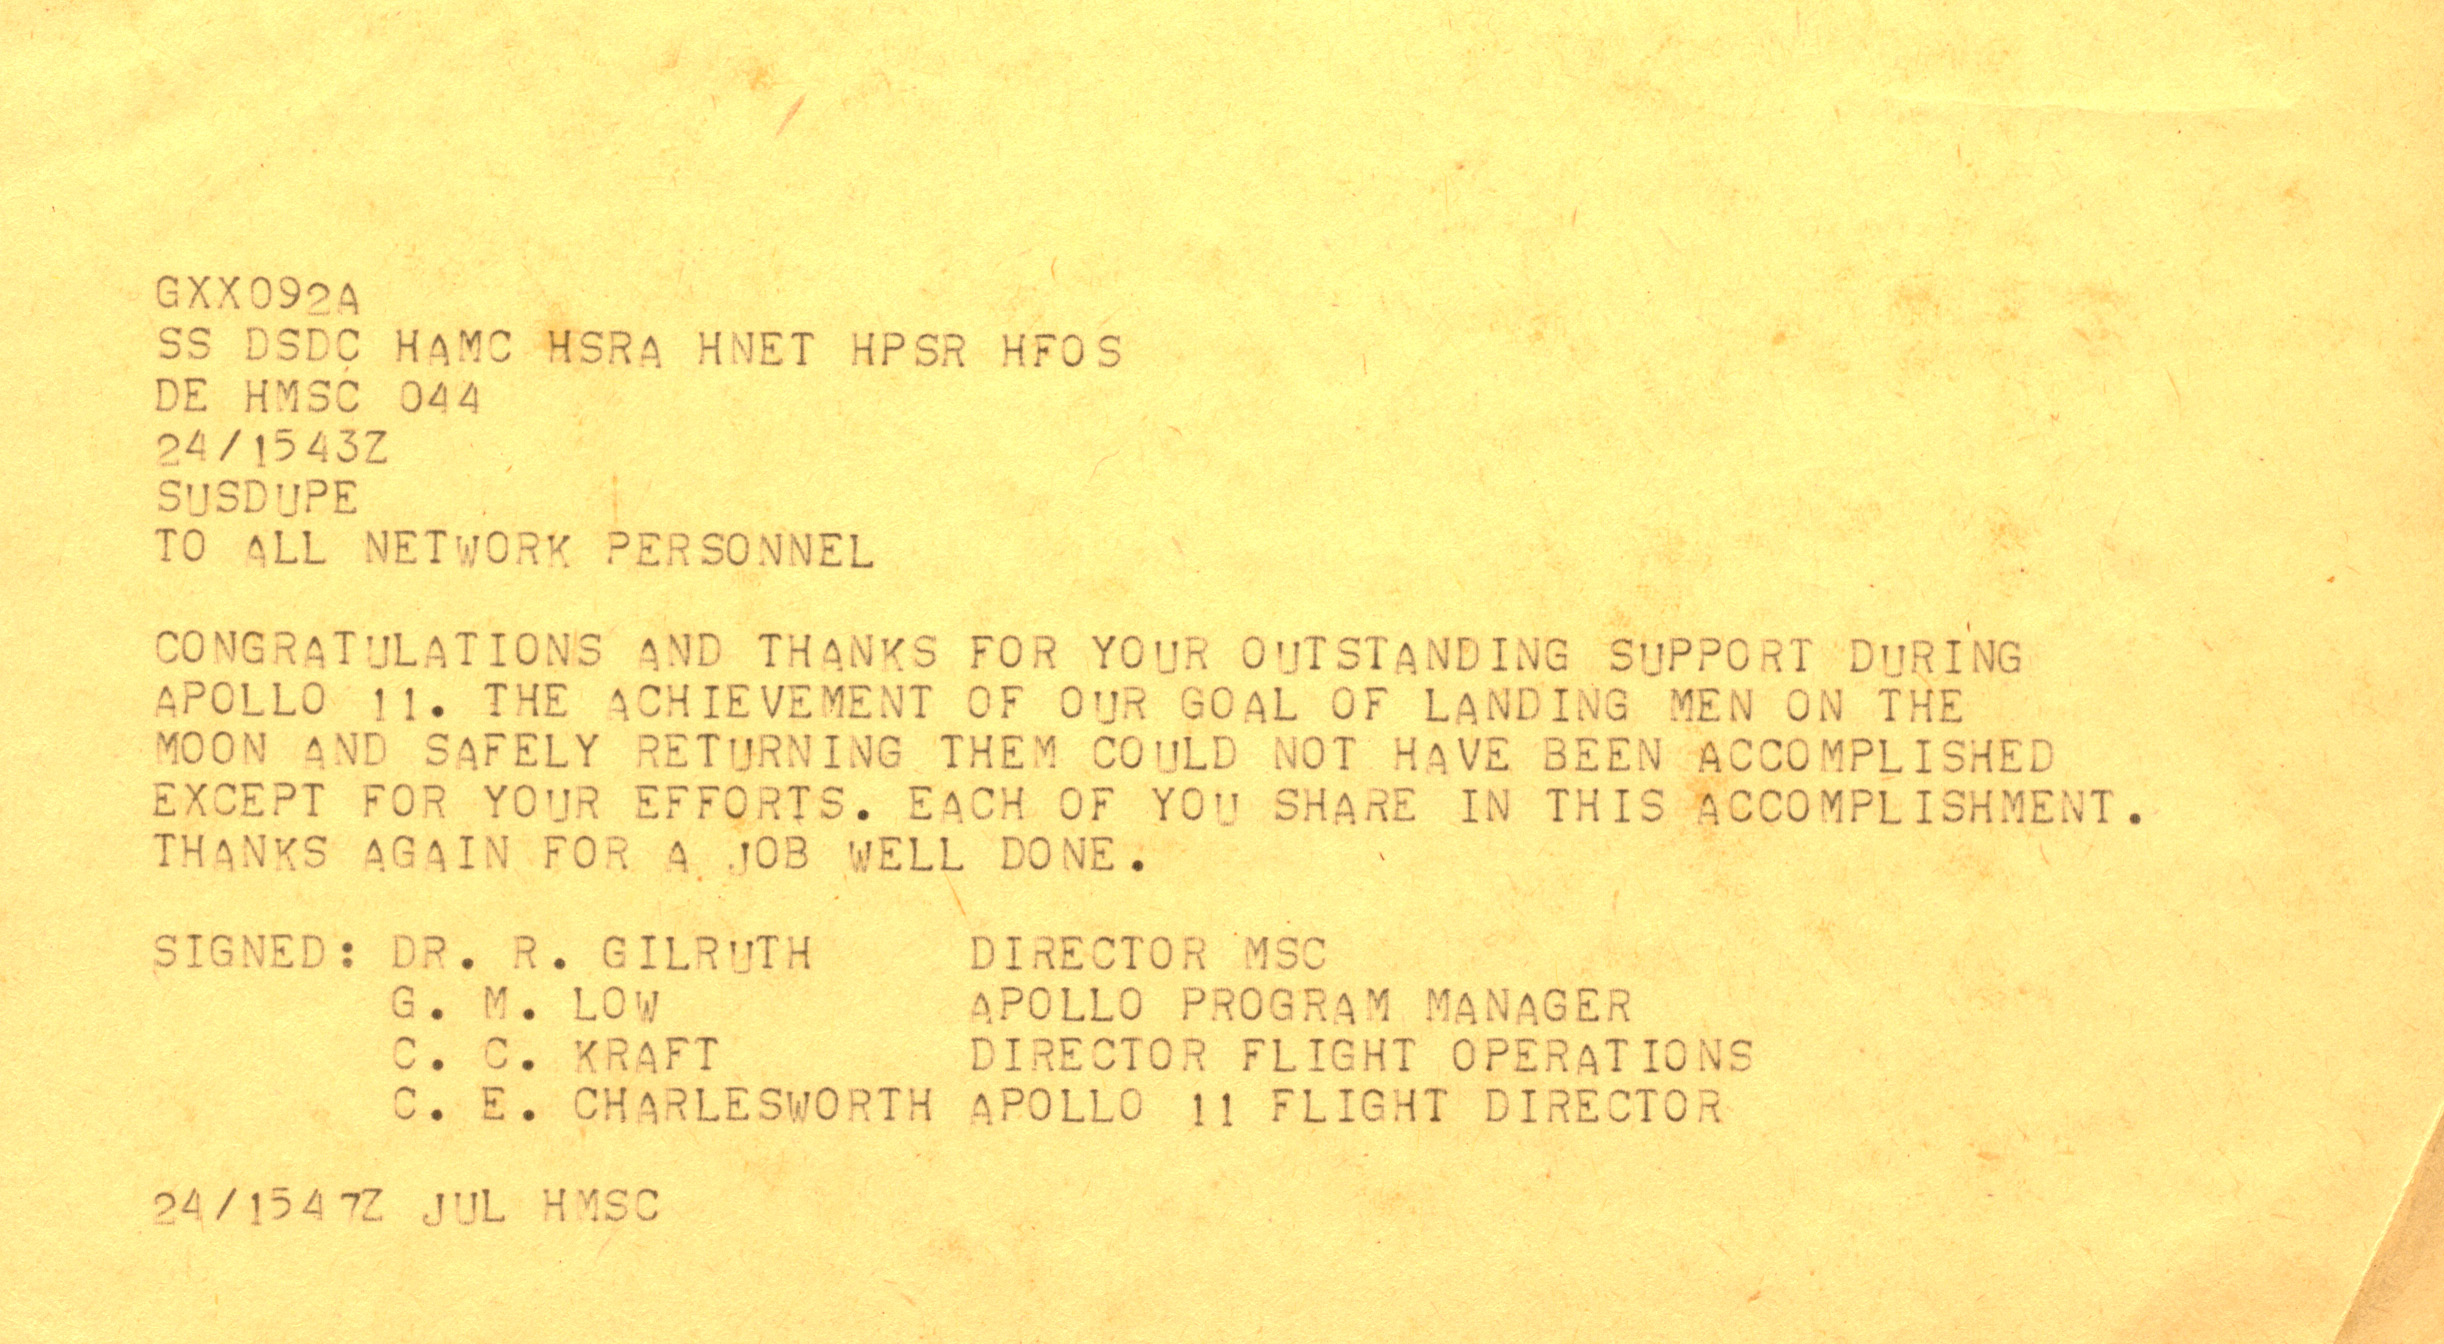 GXX092A
SS DSDC HAMC HSRA HNET HPSR HFOS
DE HMSC 044
24/1543Z
SUSDUPE
TO ALL NETWORK PERSONNEL
CONGRATULATIONS AND THANKS FOR YOUR OUTSTANDING SUPPORT DURING
APOLLO 11. THE ACHIEVEMENT OF OUR GOAL OF LANDING MEN ON THE
MOON AND SAFELY RETURNING THEM COULD NOT HAVE BEEN ACCOMPLISHED
EXCEPT FOR YOUR EFFORTS. EACH OF YOU SHARE IN THIS ACCOMPLISHMENT.
THANKS AGAIN FOR A JOB WELL DONE.
SIGNED: DR. R. GILRUTH DIRECTOR MSC
G. M. LOW APOLLO PROGRAM MANAGER
C. C. KRAFT DIRECTOR FLIGHT OPERATIONS
C. E. CHARLESWORTH APOLLO 11 FLIGHT DIRECTOR
24/1547Z JUL HMSC